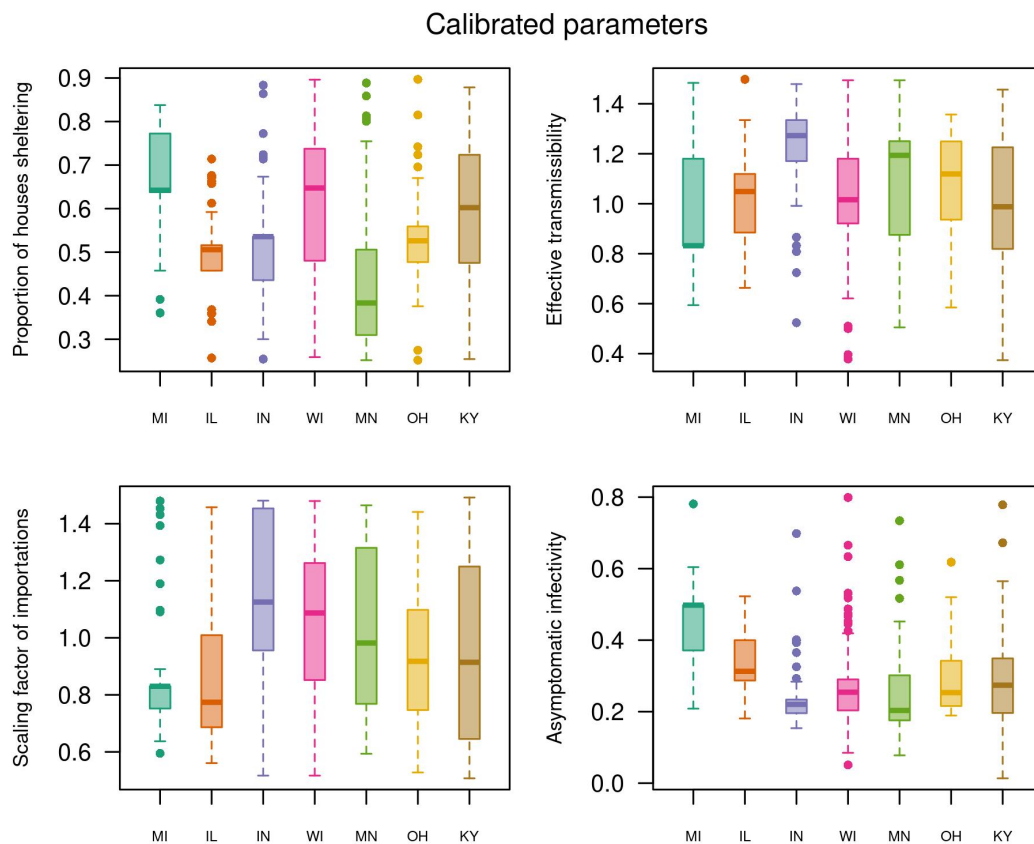 Calibrated parameters
Proportion of houses sheltering
0.9
0.8
0.7
0.6
0.5
0.4
0.3
MI IL IN WI MN OH KY
Effective transmissibility
1.4
1.2
1.0
0.8
0.6
0.4
MI IL IN WI MN OH KY
Scaling factor of importations
1.4
1.2
1.0
0.8
0.6
MI IL IN WI MN OH KY
Asymptomatic infectivity
0.8
0.6
0.4
0.2
0.0
MI IL IN WI MN OH KY